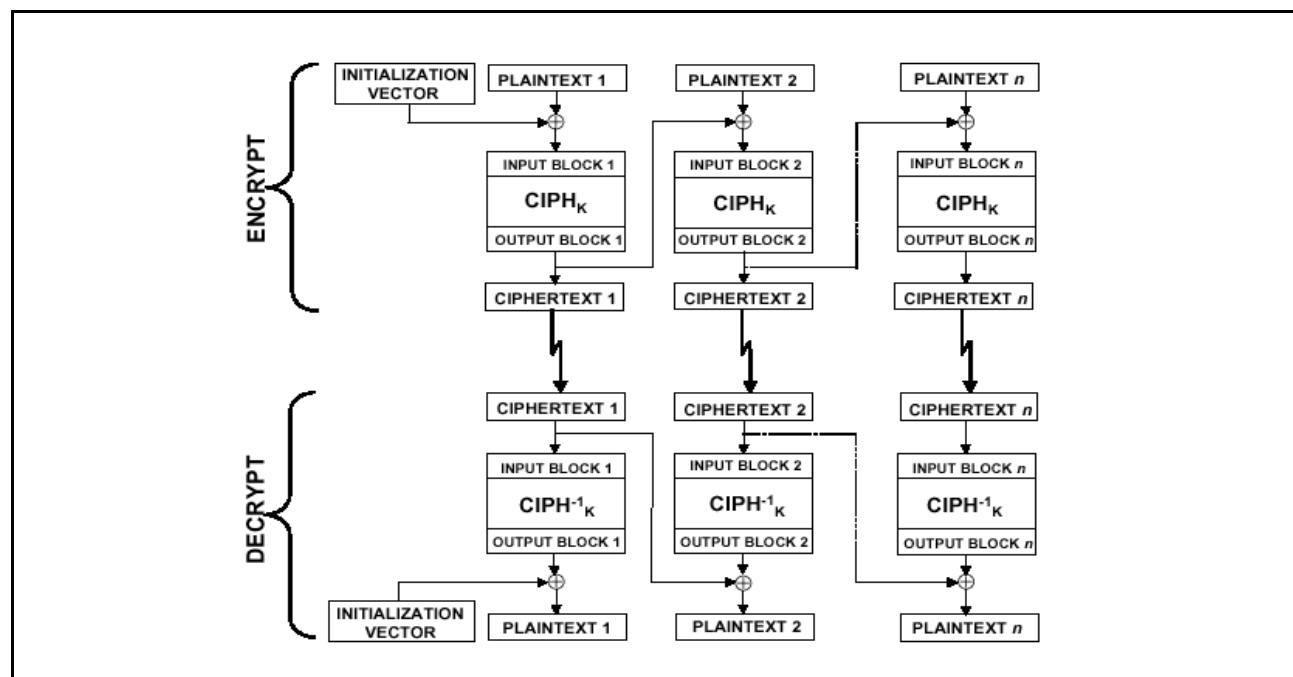 ENCRYPT
INITIALIZATION
VECTOR
PLAINTEXT 1
PLAINTEXT 2
PLAINTEXT n
INPUT BLOCK 1
INPUT BLOCK 2
INPUT BLOCK n
CIPHK
CIPHK
CIPHK
OUTPUT BLOCK 1
OUTPUT BLOCK 2
OUTPUT BLOCK n
CIPHERTEXT 1
CIPHERTEXT 2
CIPHERTEXT n
DECRYPT
CIPHERTEXT 1
CIPHERTEXT 2
CIPHERTEXT n
INPUT BLOCK 1
INPUT BLOCK 2
INPUT BLOCK n
CIPH-1K
CIPH-1K
CIPH-1K
OUTPUT BLOCK 1
OUTPUT BLOCK 2
OUTPUT BLOCK n
INITIALIZATION
VECTOR
PLAINTEXT 1
PLAINTEXT 2
PLAINTEXT n